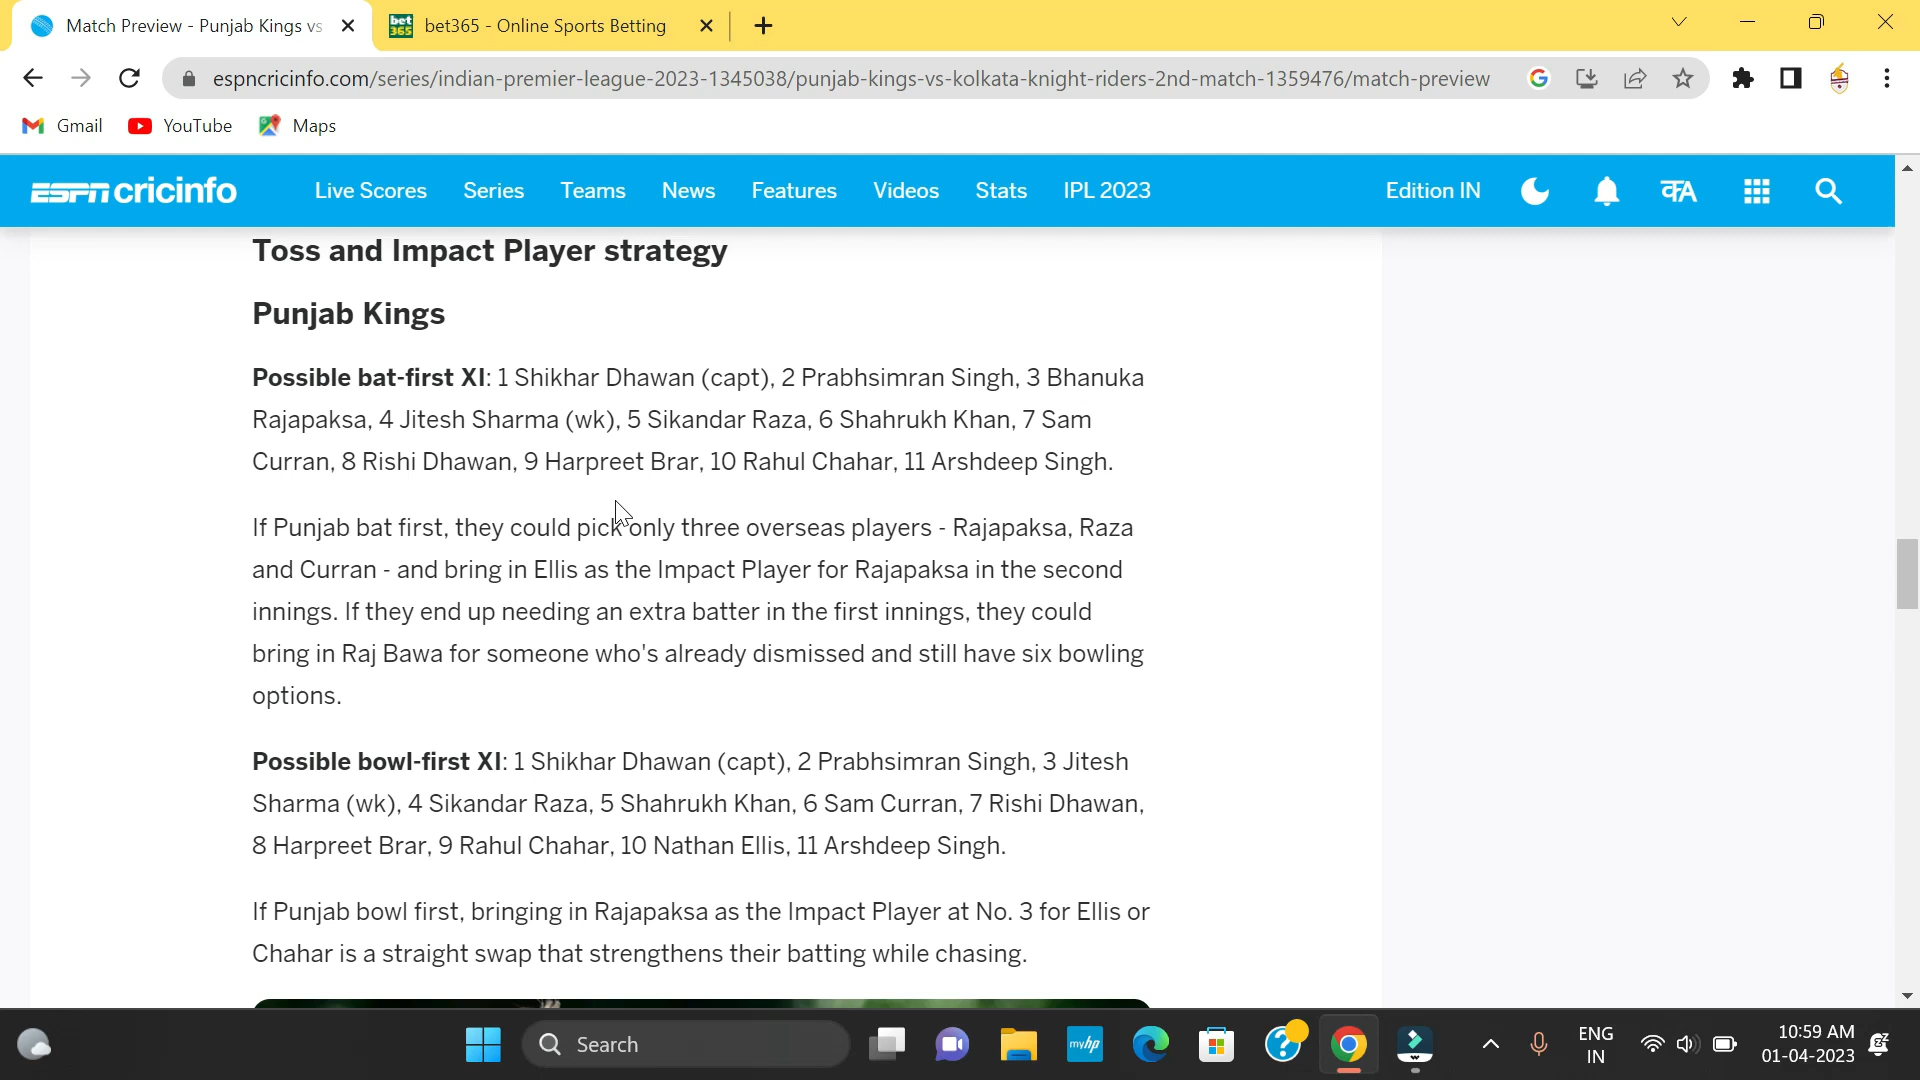 Match Preview - Punjab Kings vs
bet
365
bet365 - Online Sports Betting
espncricinfo.com/series/indian-premier-league-2023-1345038/punjab-kings-vs-kolkata-knight-riders-2nd-match-1359476/match-preview
Gmail
YouTube
Maps
ESPN cricinfo
Live Scores
Series
Teams
News
Features
Videos
Stats
IPL 2023
Edition IN
Toss and Impact Player strategy
Punjab Kings
Possible bat-first XI: 1 Shikhar Dhawan (capt), 2 Prabhsimran Singh, 3 Bhanuka
Rajapaksa, 4 Jitesh Sharma (wk), 5 Sikandar Raza, 6 Shahrukh Khan, 7 Sam
Curran, 8 Rishi Dhawan, 9 Harpreet Brar, 10 Rahul Chahar, 11 Arshdeep Singh.
If Punjab bat first, they could pick only three overseas players - Rajapaksa, Raza
and Curran - and bring in Ellis as the Impact Player for Rajapaksa in the second
innings. If they end up needing an extra batter in the first innings, they could
bring in Raj Bawa for someone who's already dismissed and still have six bowling
options.
Possible bowl-first XI: 1 Shikhar Dhawan (capt), 2 Prabhsimran Singh, 3 Jitesh
Sharma (wk), 4 Sikandar Raza, 5 Shahrukh Khan, 6 Sam Curran, 7 Rishi Dhawan,
8 Harpreet Brar, 9 Rahul Chahar, 10 Nathan Ellis, 11 Arshdeep Singh.
If Punjab bowl first, bringing in Rajapaksa as the Impact Player at No. 3 for Ellis or
Chahar is a straight swap that strengthens their batting while chasing.
Search
myhp
ENG
IN
10:59 AM
01-04-2023